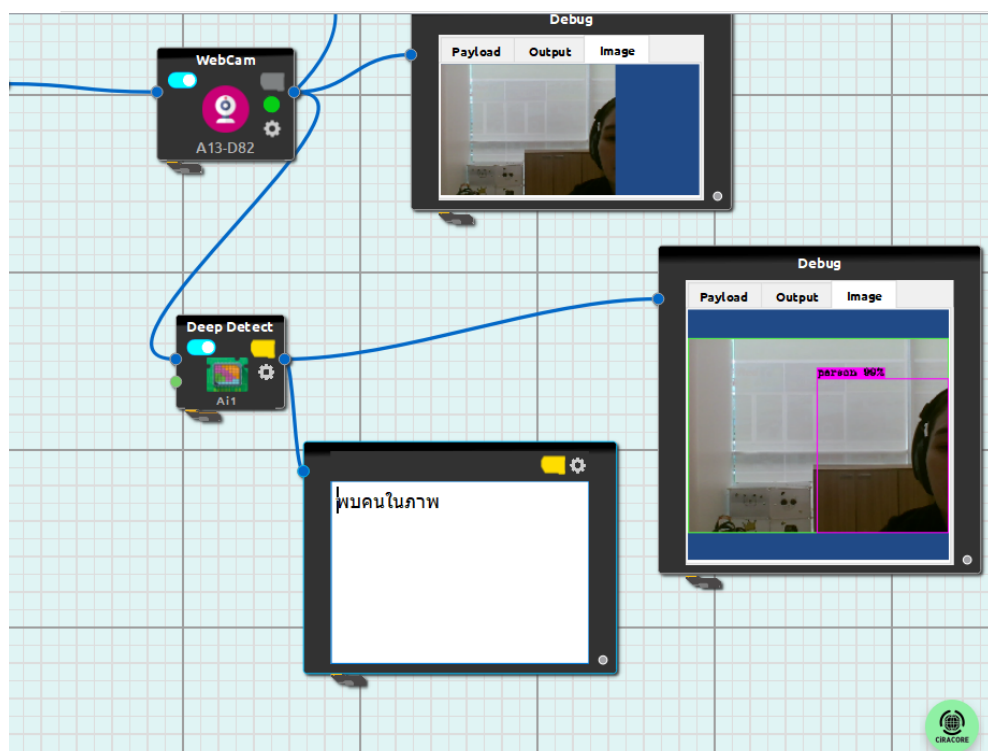 Debug
Payload Output Image
WebCam
A13-D82
Debug
Payload Output Image
person 99%
Deep Detect
Ai1
พบคนในภาพ
CiRACORE